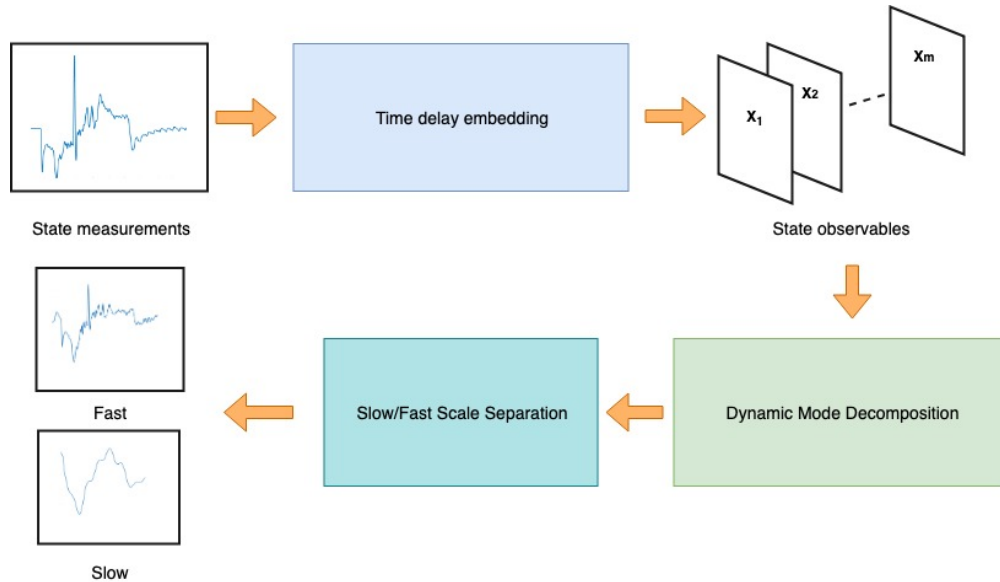 Time delay embedding
X1
X2
Xm
State measurements
State observables
Fast
Slow/Fast Scale Separation
Dynamic Mode Decomposition
Slow